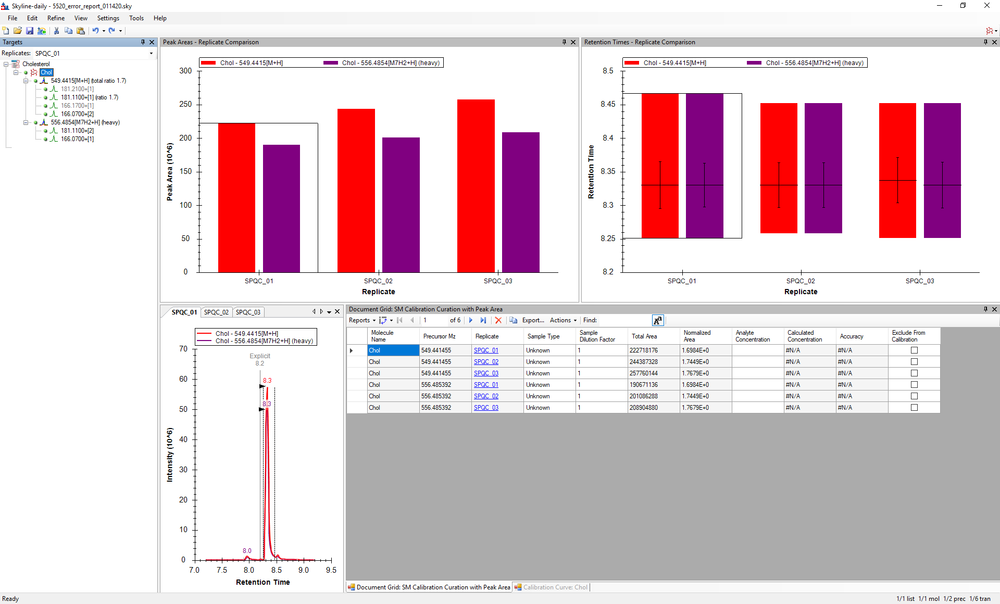 Skyline-daily - 5520_error_report_011420.sky
File Edit Refine View Settings Tools Help
Targets
Replicates: SPQC_01
Cholesterol
Chol
549.4415[M+H] (total ratio 1.7)
181.2100+[1]
181.1100+[1] (ratio 1.7)
166.1700+[1]
166.0700+[2]
556.4854[M7H2+H] (heavy)
181.1100+[2]
166.0700+[1]
Peak Areas - Replicate Comparison
Chol - 549.4415[M+H] Chol - 556.4854[M7H2+H] (heavy)
300
250
200
150
100
50
0
Peak Area (10^6)
SPQC_01 SPQC_02 SPQC_03
Replicate
Retention Times - Replicate Comparison
Chol - 549.4415[M+H] Chol - 556.4854[M7H2+H] (heavy)
8.5
8.45
8.4
8.35
8.3
8.25
8.2
Retention Time
SPQC_01 SPQC_02 SPQC_03
Replicate
SPQC_01 SPQC_02 SPQC_03
Chol - 549.4415[M+H]
Chol - 556.4854[M7H2+H] (heavy)
Explicit
8.2
8.3
8.3
8.0
70
60
50
40
30
20
10
0
Intensity (10^6)
7.0 7.5 8.0 8.5 9.0 9.5
Retention Time
Document Grid: SM Calibration Curation with Peak Area
Reports 1 of 6 Export... Actions Find: Aa
Molecule Name Precursor Mz Replicate Sample Type Sample Dilution Factor Total Area Normalized Area Analyte Concentration Calculated Concentration Accuracy Exclude From Calibration
Chol 549.441455 SPQC_01 Unknown 1 222718176 1.6984E+0 #N/A #N/A
Chol 549.441455 SPQC_02 Unknown 1 244387328 1.7449E+0 #N/A #N/A
Chol 549.441455 SPQC_03 Unknown 1 257760144 1.7679E+0 #N/A #N/A
Chol 556.485392 SPQC_01 Unknown 1 190671136 1.6984E+0 #N/A #N/A
Chol 556.485392 SPQC_02 Unknown 1 201086288 1.7449E+0 #N/A #N/A
Chol 556.485392 SPQC_03 Unknown 1 208904880 1.7679E+0 #N/A #N/A
Document Grid: SM Calibration Curation with Peak Area Calibration Curve: Chol
Ready 1/1 list 1/1 mol 1/2 prec 1/6 tran